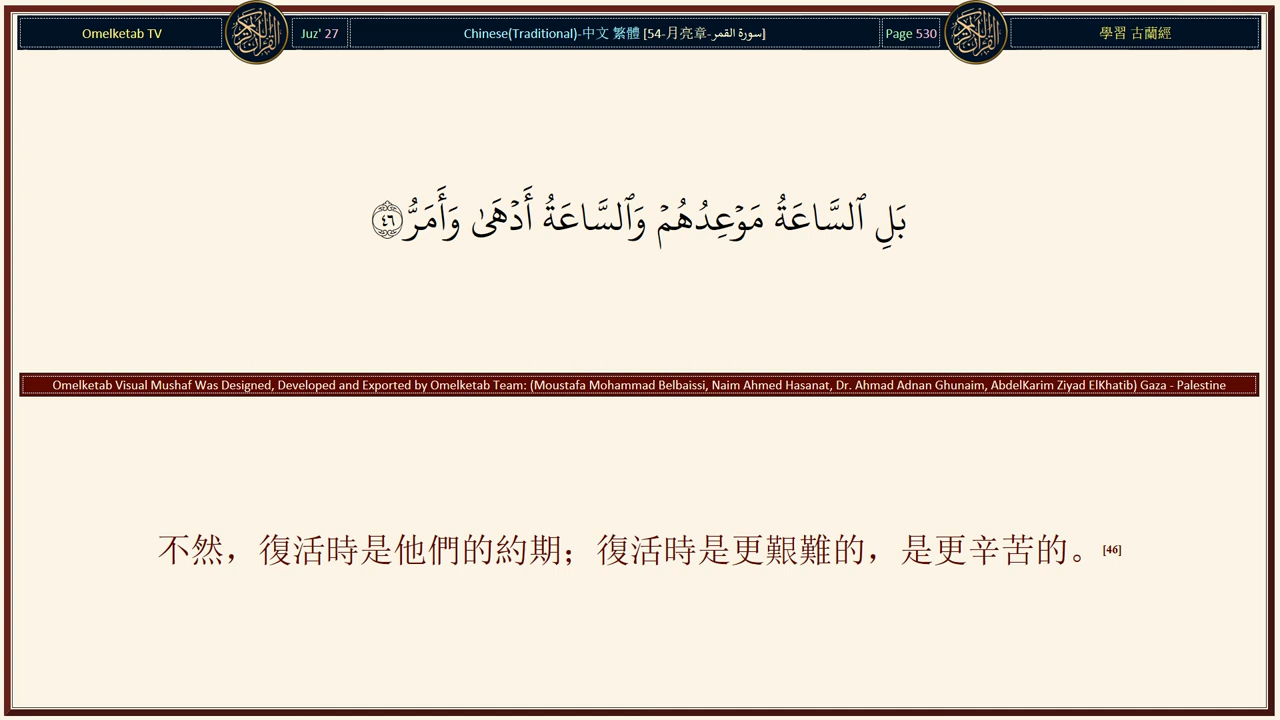 Omelketab TV
Juz' 27
Chinese(Traditional)-中文 繁體 [54-月亮章-سورة القمر]
Page 530
學習 古蘭經
بَلِ ٱلسَّاعَةُ مَوْعِدُهُمْ وَٱلسَّاعَةُ أَدْهَىٰ وَأَمَرُّ ٤٦
Omelketab Visual Mushaf Was Designed, Developed and Exported by Omelketab Team: (Moustafa Mohammad Belbaissi, Naim Ahmed Hasanat, Dr. Ahmad Adnan Ghunaim, AbdelKarim Ziyad ElKhatib) Gaza - Palestine
不然，復活時是他們的約期；復活時是更艱難的，是更辛苦的。[46]